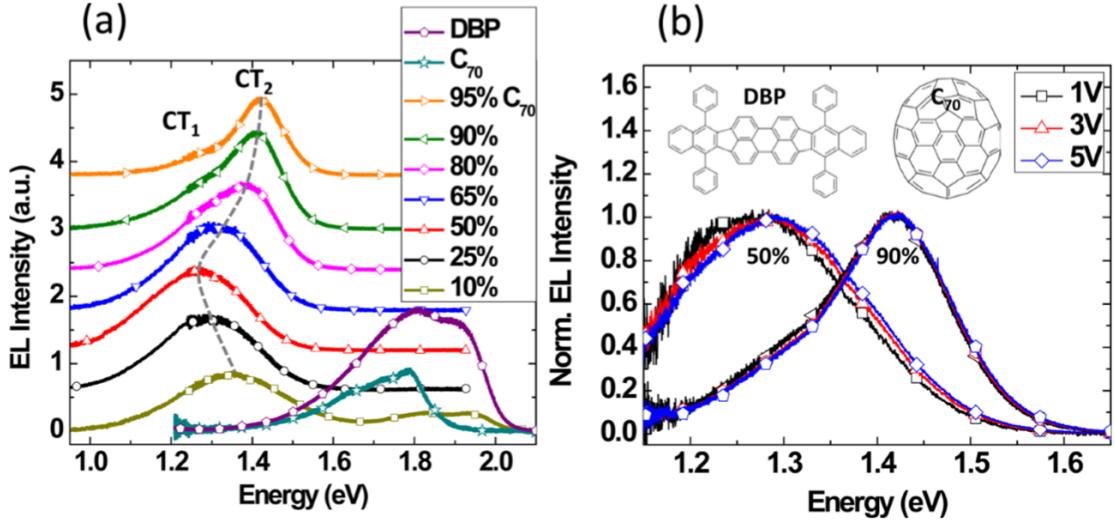 (a)
DBP
C70
95% C70
90%
80%
65%
50%
25%
10%
CT1
CT2
EL Intensity (a.u.)
5
4
3
2
1
0
1.0 1.2 1.4 1.6 1.8 2.0
Energy (eV)
(b)
1V
3V
5V
DBP
C70
50%
90%
Norm. EL Intensity
1.6
1.4
1.2
1.0
0.8
0.6
0.4
0.2
0.0
1.2 1.3 1.4 1.5 1.6
Energy (eV)